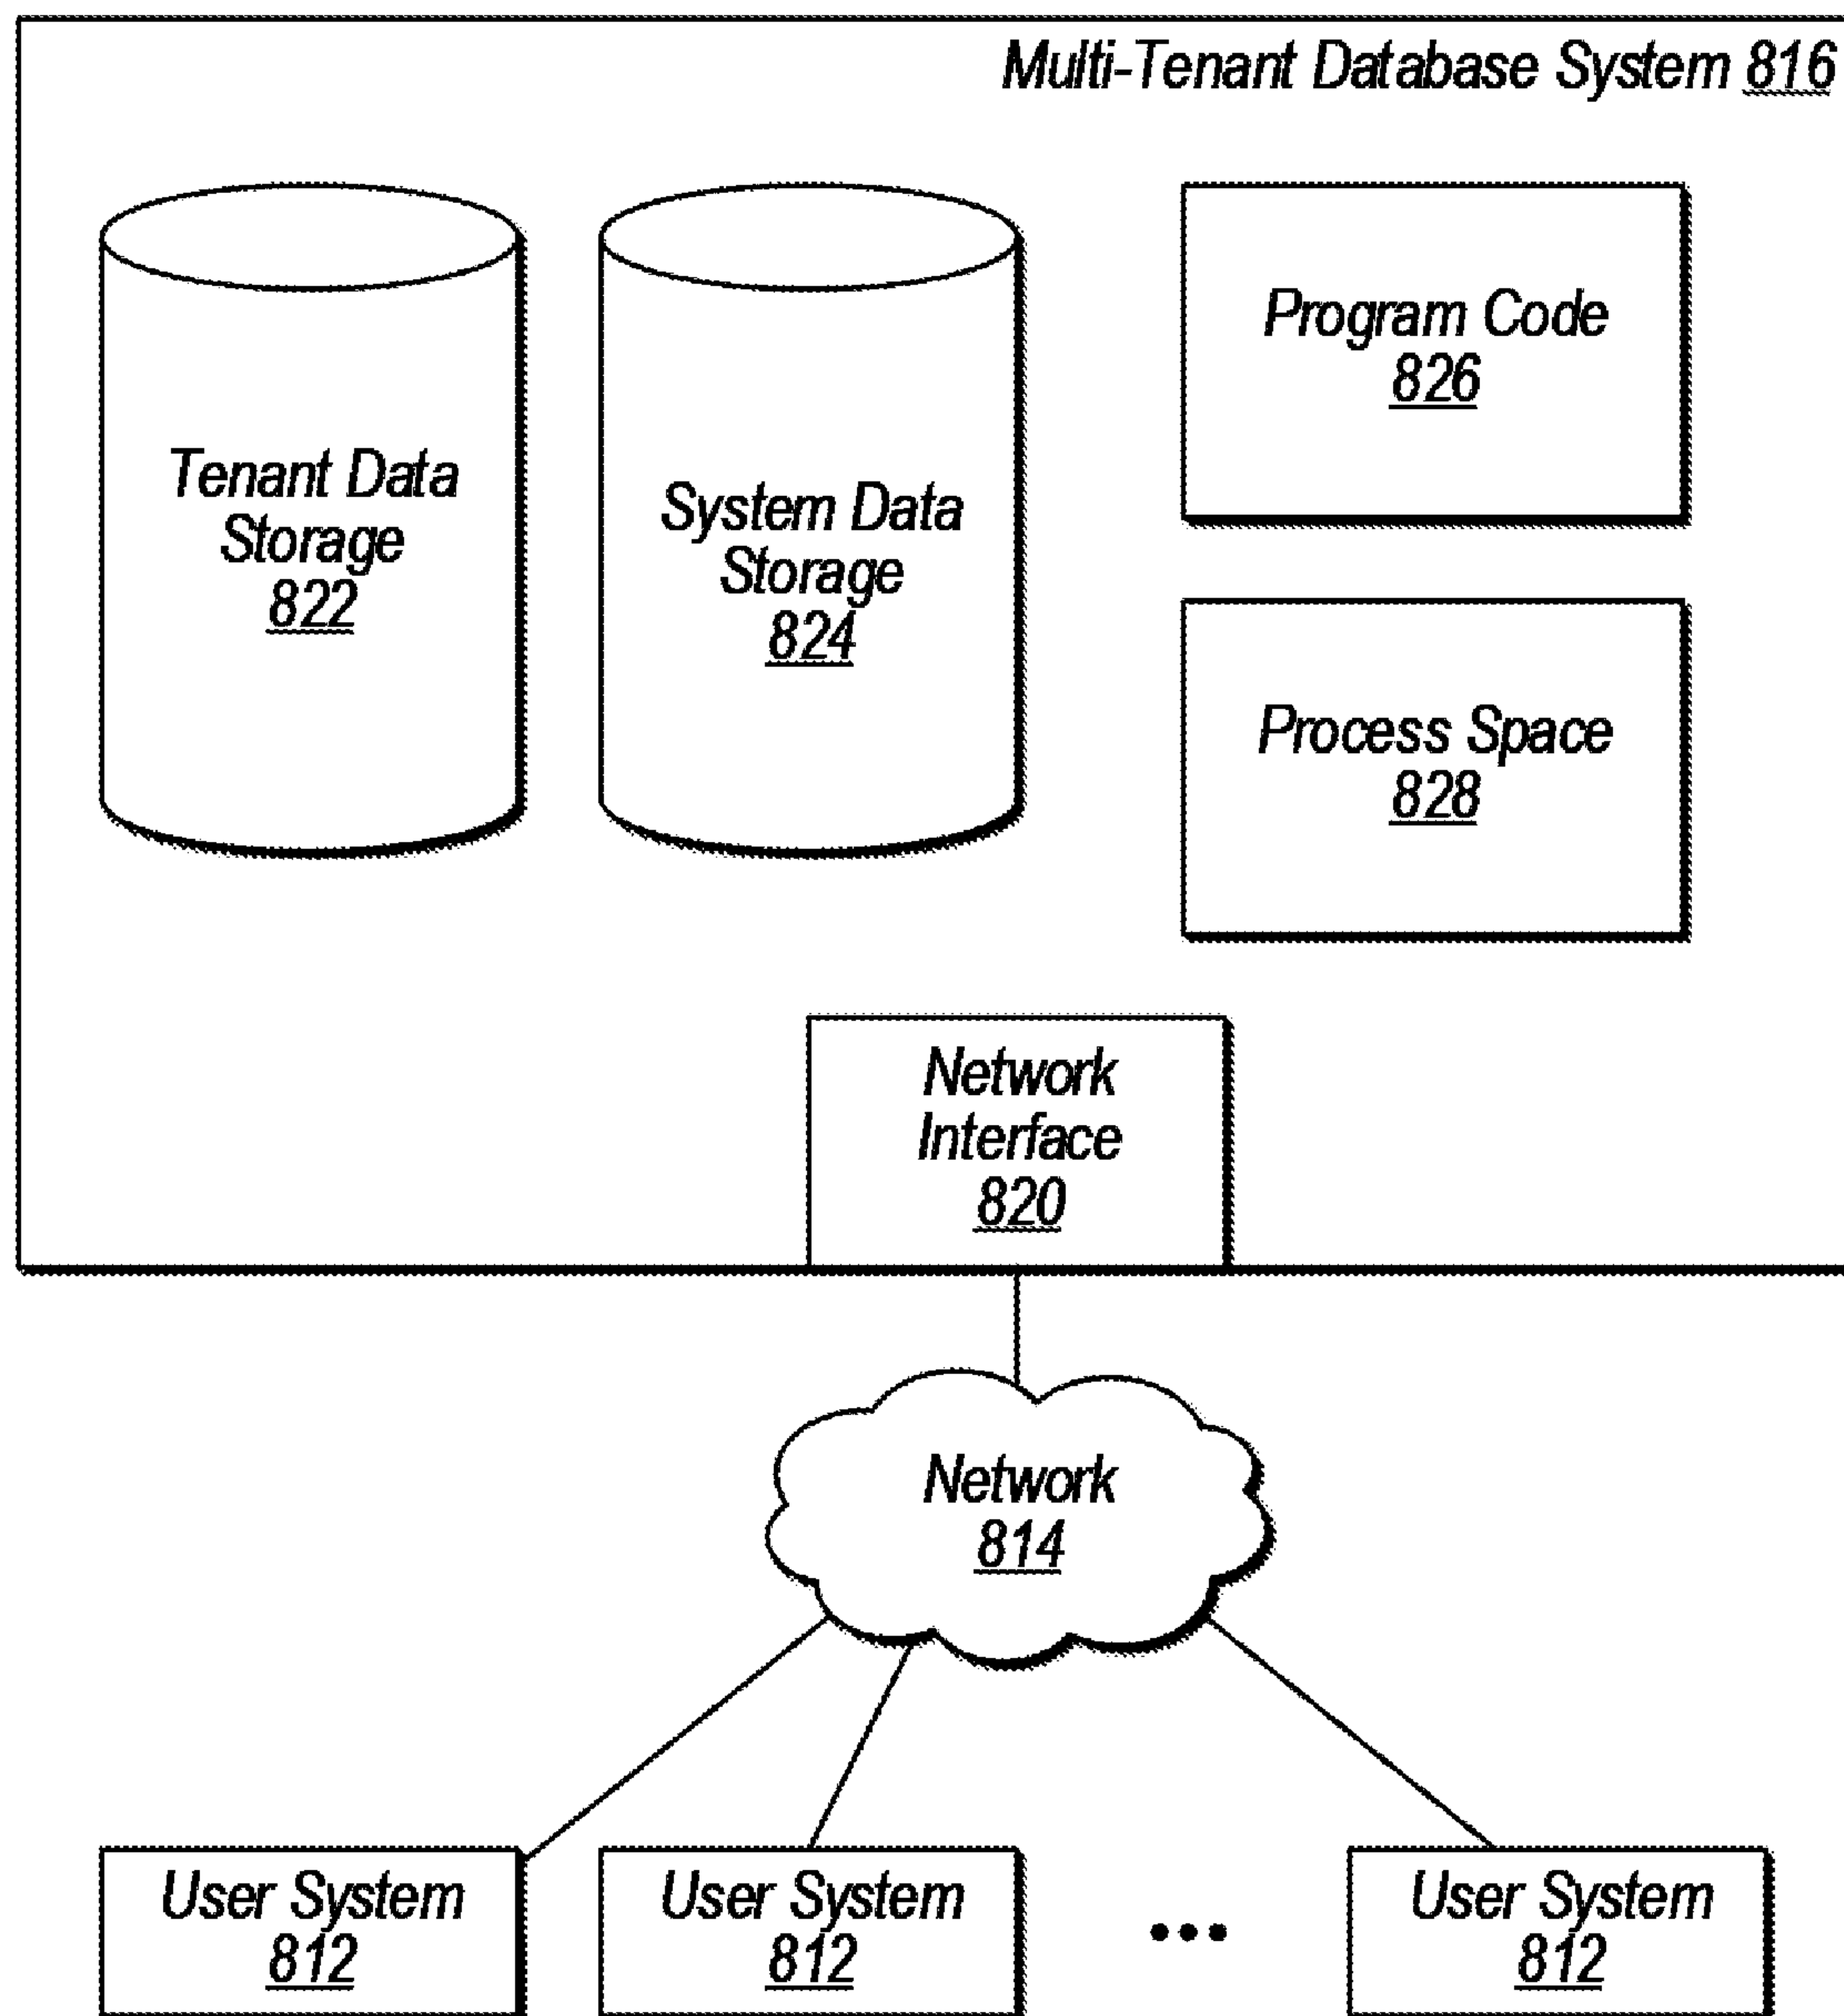 Multi-Tenant Database System 816
Tenant Data
Storage
822
System Data
Storage
824
Program Code
826
Process Space
828
Network
Interface
820
Network
814
User System
812
User System
812
•••
User System
812